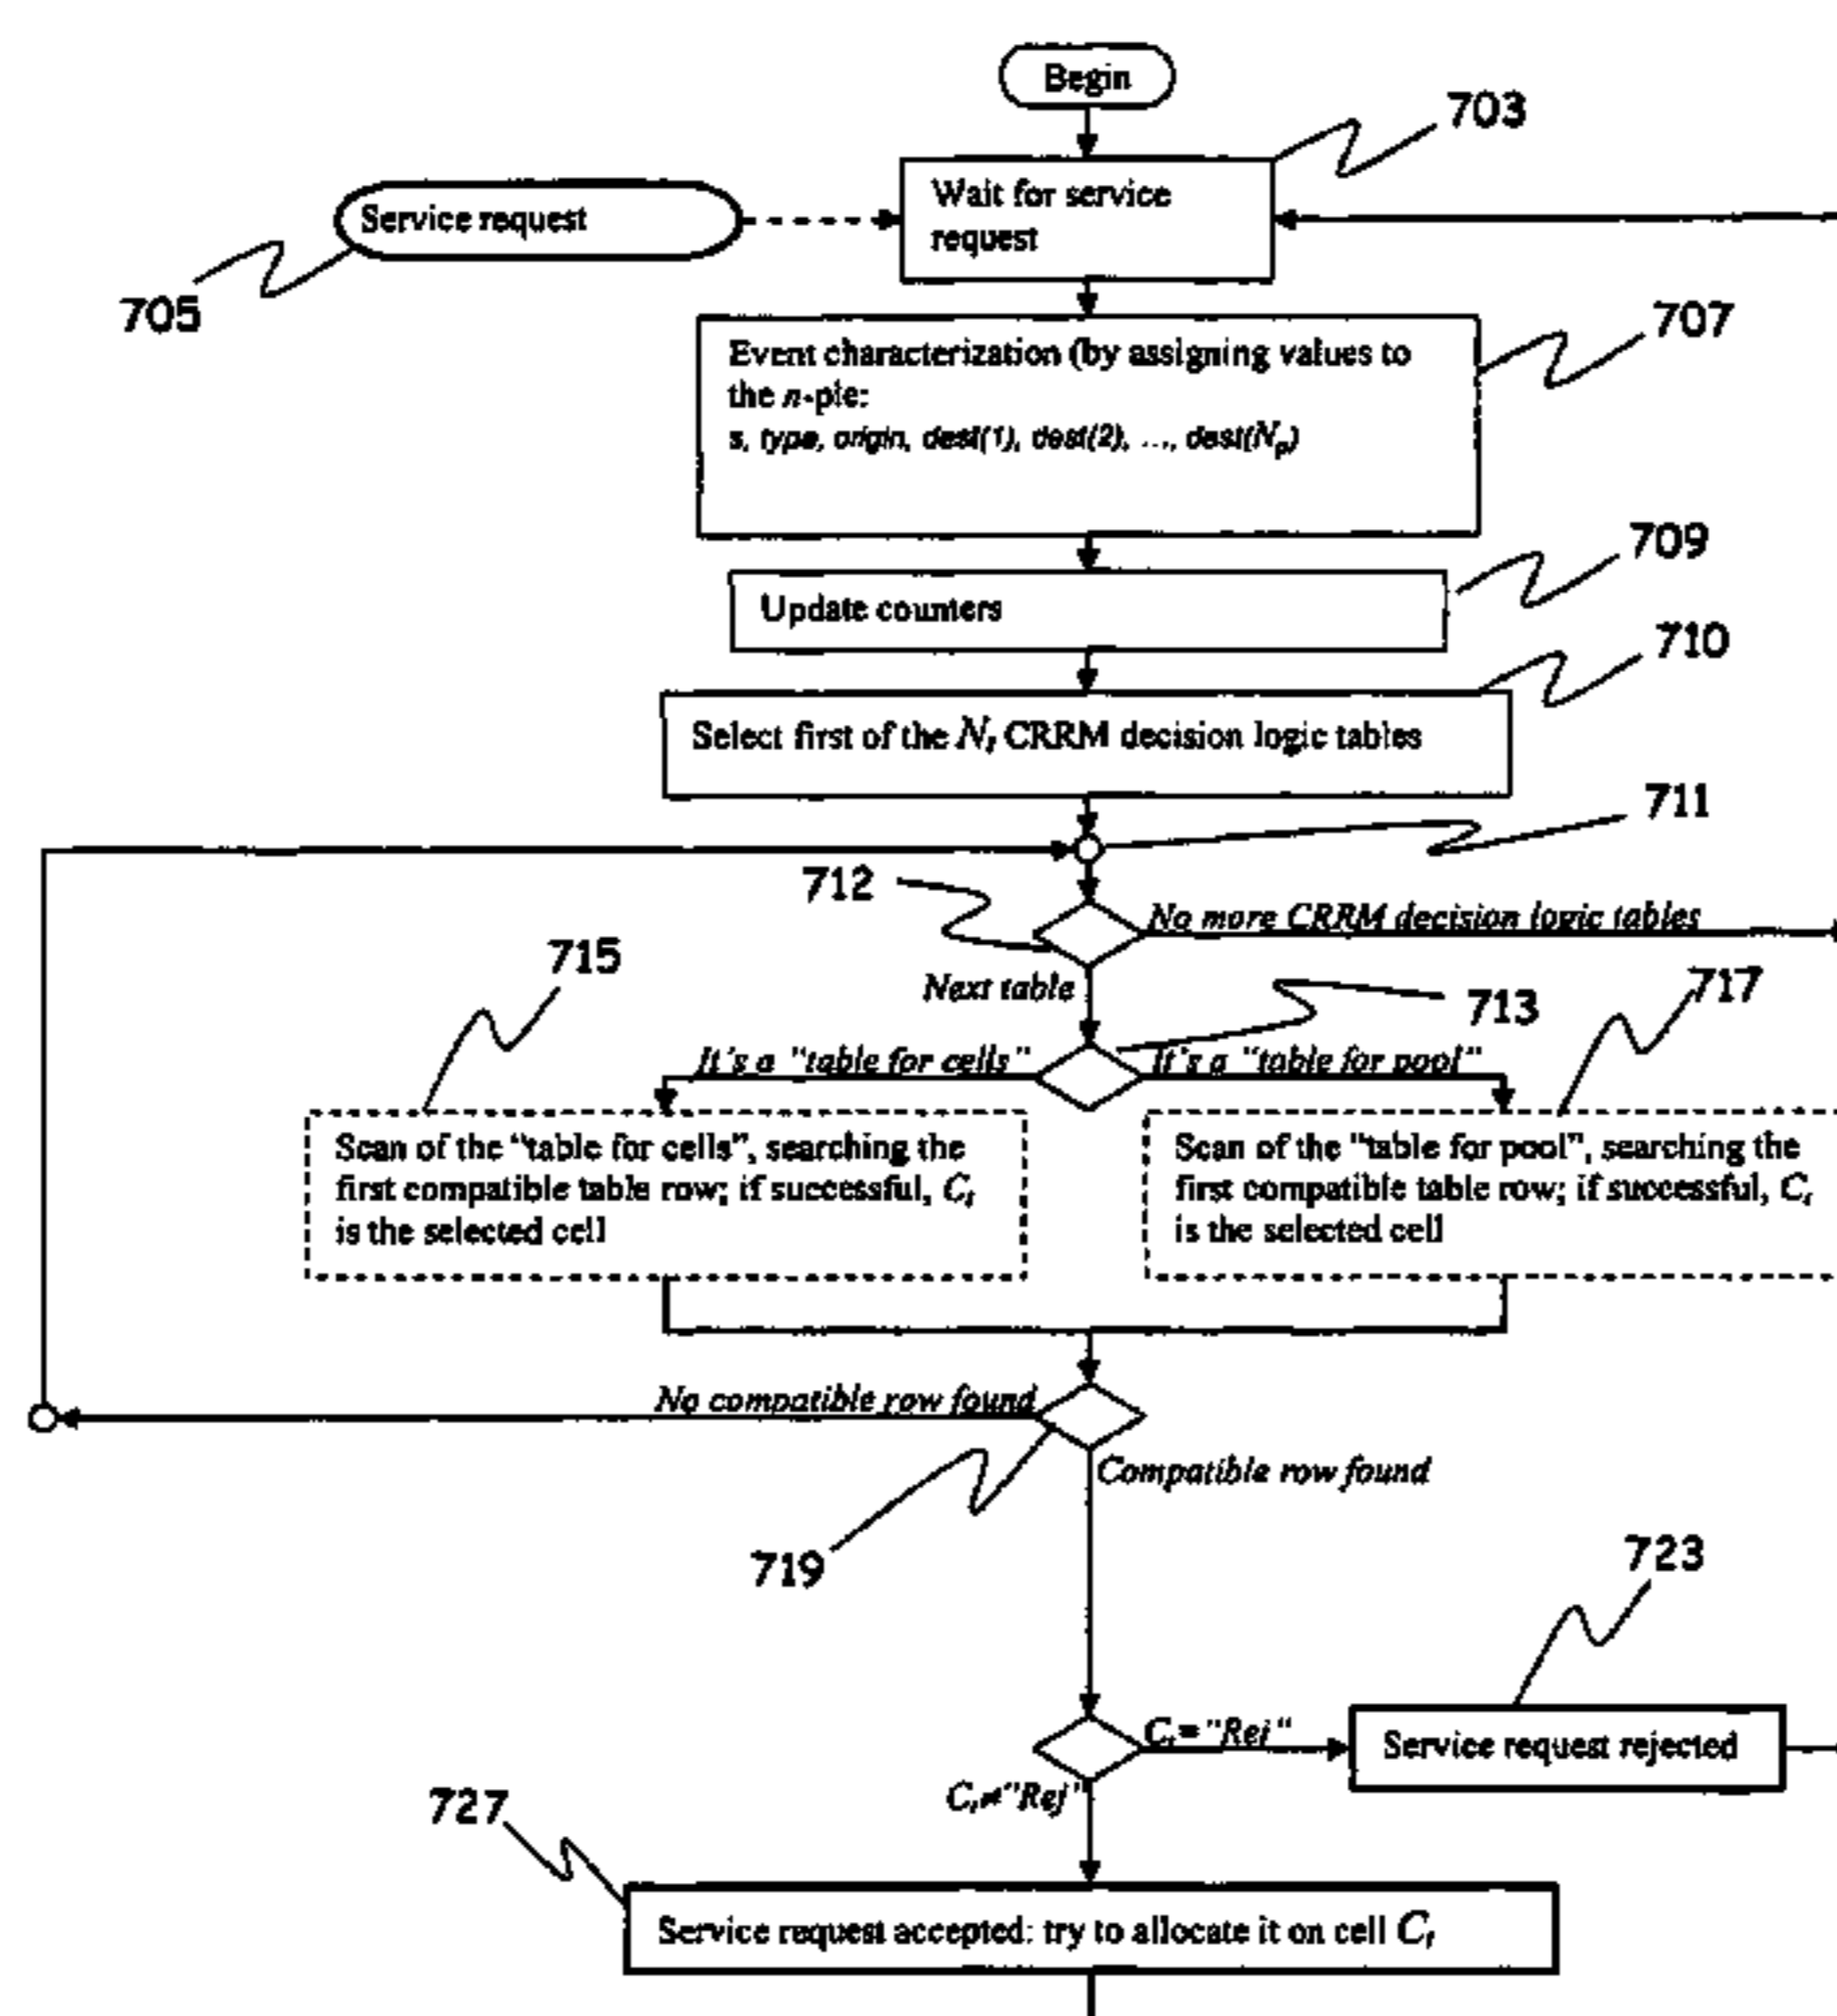 Begin
703
Wait for service
request
Service request
705
707
Event characterization (by assigning values to
the n-ple:
s, type, origin, dest(1), dest(2), ..., dest(Np)
709
Update counters
710
Select first of the Nt CRRM decision logic tables
711
712
No more CRRM decision logic tables
715
Next table
713
717
It's a "table for cells"
It's a "table for pool"
Scan of the "table for cells", searching the
first compatible table row; if successful, Ct
is the selected cell
Scan of the "table for pool", searching the
first compatible table row; if successful, Ct
is the selected cell
No compatible row found
Compatible row found
719
723
Ct = "Rej"
Service request rejected
Ct≠"Rej"
727
Service request accepted: try to allocate it on cell Ct